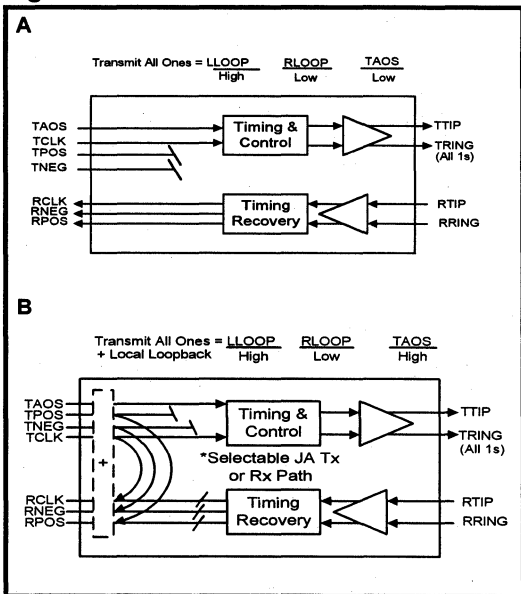 A
Transmit All Ones = LLOOP RLOOP TAOS
High Low Low
TAOS
TCLK
TPOS
TNEG
Timing &
Control
TTIP
TRING
(All 1s)
RCLK
RNEG
RPOS
Timing
Recovery
RTIP
RRING
B
Transmit All Ones = LLOOP RLOOP TAOS
+ Local Loopback High Low High
TAOS
TPOS
TNEG
TCLK
Timing &
Control
TTIP
TRING
(All 1s)
*Selectable JA Tx
or Rx Path
+
RCLK
RNEG
RPOS
Timing
Recovery
RTIP
RRING